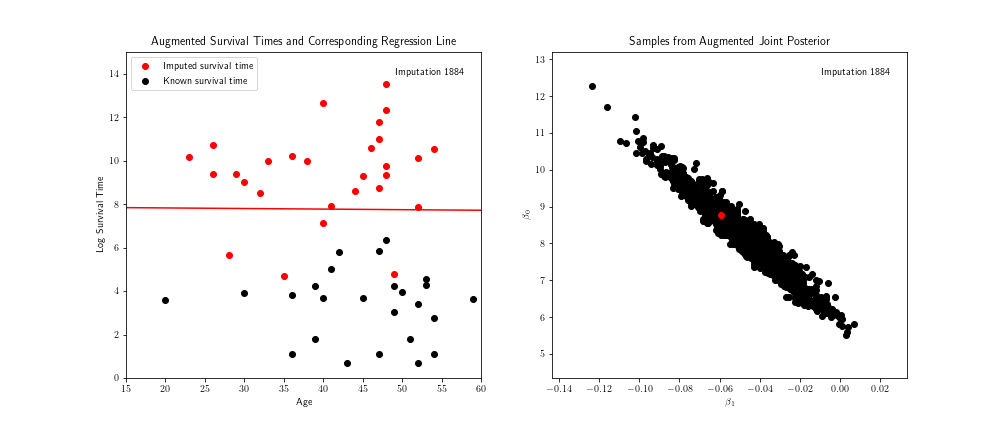 Augmented Survival Times and Corresponding Regression Line
Imputed survival time
Known survival time
Imputation 1884
Log Survival Time
14
12
10
8
6
4
2
0
15 20 25 30 35 40 45 50 55 60
Age
Samples from Augmented Joint Posterior
Imputation 1884
β₀
13
12
11
10
9
8
7
6
5
−0.14 −0.12 −0.10 −0.08 −0.06 −0.04 −0.02 0.00 0.02
β₁